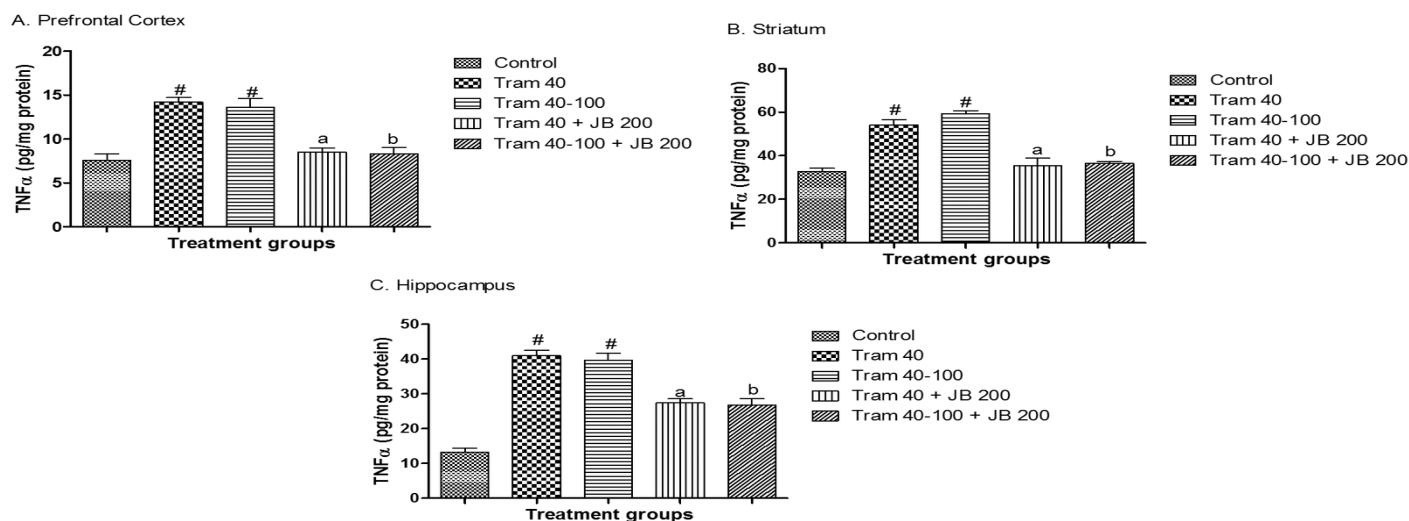 A. Prefrontal Cortex
TNFα (pg/mg protein)
20
15
10
5
0
#
#
a
b
Treatment groups
Control
Tram 40
Tram 40-100
Tram 40 + JB 200
Tram 40-100 + JB 200
B. Striatum
TNFα (pg/mg protein)
80
60
40
20
0
#
#
a
b
Treatment groups
Control
Tram 40
Tram 40-100
Tram 40 + JB 200
Tram 40-100 + JB 200
C. Hippocampus
TNFα (pg/mg protein)
50
40
30
20
10
0
#
#
a
b
Treatment groups
Control
Tram 40
Tram 40-100
Tram 40 + JB 200
Tram 40-100 + JB 200